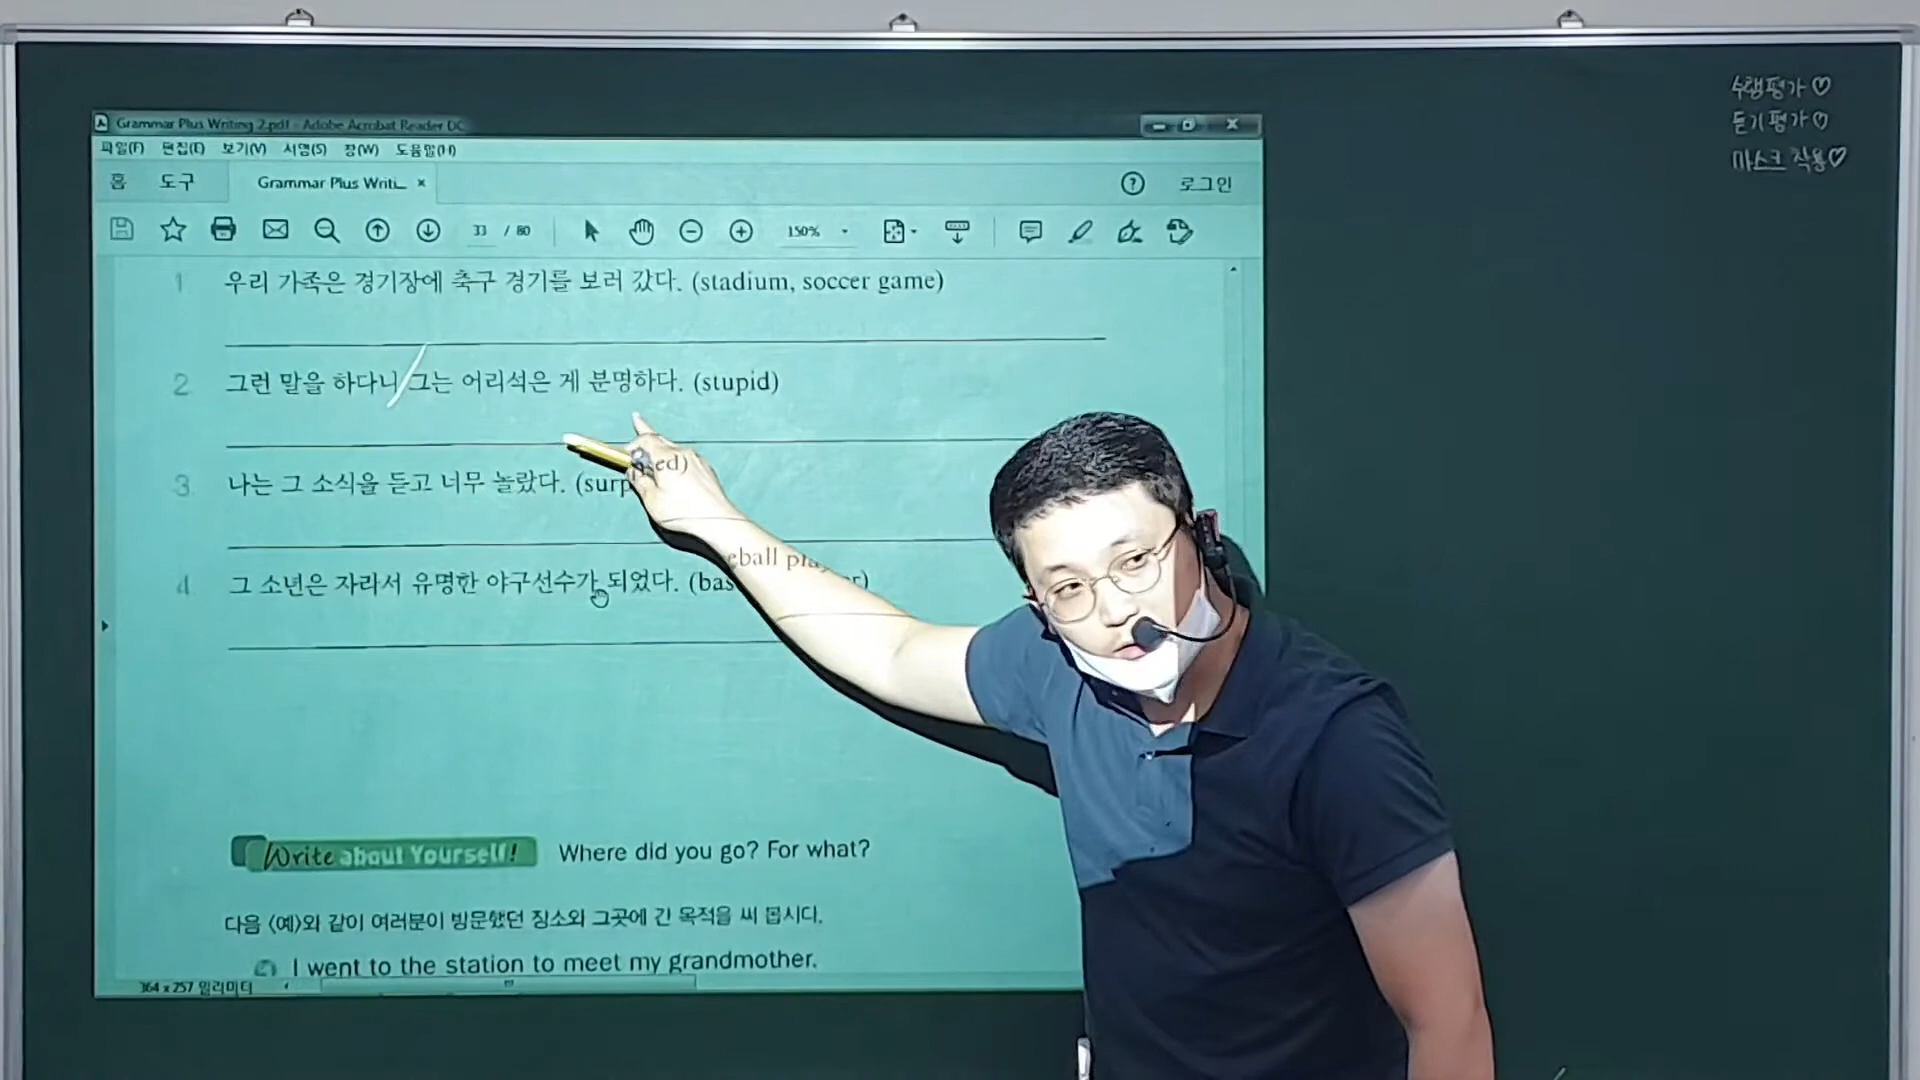 수행평가♡
듣기평가♡
마스크 착용♡
Grammar Plus Writing 2.pdf - Adobe Acrobat Reader DC
파일(F) 편집(E) 보기(V) 서명(S) 창(W) 도움말(H)
홈 도구 Grammar Plus Writi... × ? 로그인
33 / 80 150%
1 우리 가족은 경기장에 축구 경기를 보러 갔다. (stadium, soccer game)
2 그런 말을 하다니 / 그는 어리석은 게 분명하다. (stupid)
3 나는 그 소식을 듣고 너무 놀랐다. (surp sed)
4 그 소년은 자라서 유명한 야구선수가 되었다. (bas eball pla r)
Write about Yourself! Where did you go? For what?
다음 <예>와 같이 여러분이 방문했던 장소와 그곳에 간 목적을 써 봅시다.
예 I went to the station to meet my grandmother.
364 x 257 밀리미터